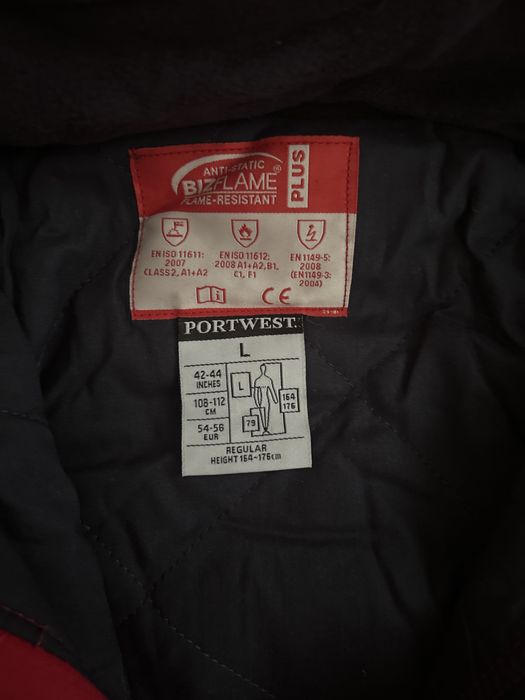 ANTI-STATIC
BIZFLAME®
FLAME-RESISTANT
PLUS
EN ISO 11611:
2007
CLASS 2, A1+A2
EN ISO 11612:
2008 A1+A2, B1,
C1, F1
EN1149-5:
2008
(EN1149-3:
2004)
i
CE
PORTWEST.
L
42-44
INCHES
108-112
CM
54-56
EUR
L
164
176
79
REGULAR
HEIGHT 164-176cm